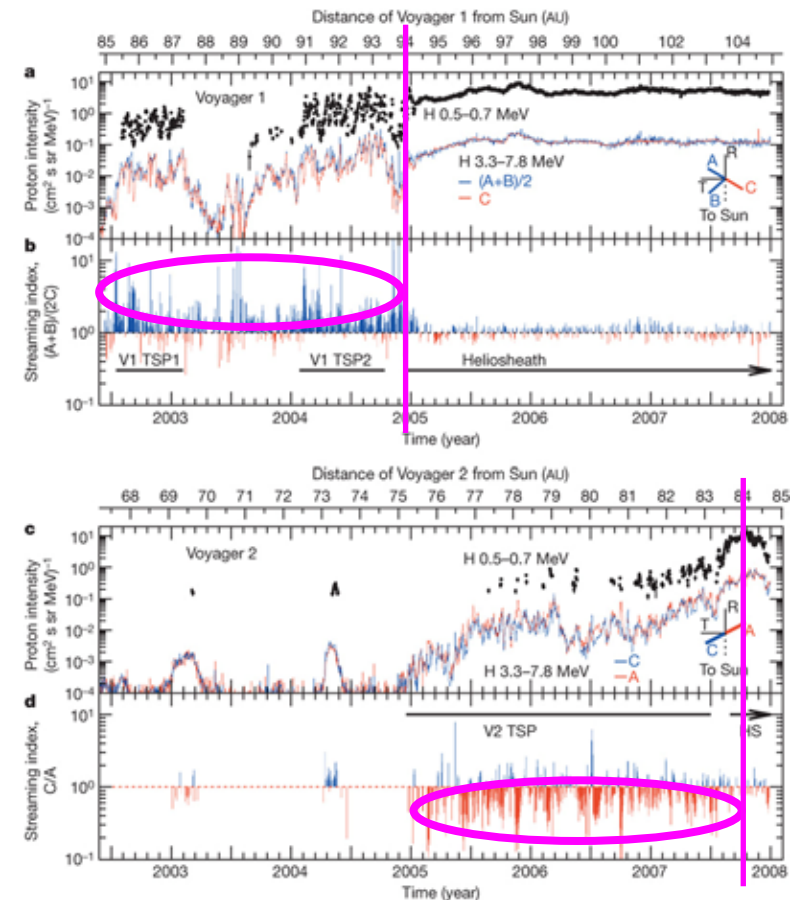 Distance of Voyager 1 from Sun (AU)
85 86 87 88 89 90 91 92 93 94 95 96 97 98 99 100 102 104
a
Proton intensity
(cm² s sr MeV)⁻¹
10¹
10⁰
10⁻¹
10⁻²
10⁻³
10⁻⁴
Voyager 1
H 0.5–0.7 MeV
H 3.3–7.8 MeV
(A+B)/2
C
R
A
T
B
C
To Sun
b
Streaming index,
(A+B)/(2C)
10¹
10⁰
10⁻¹
V1 TSP1
V1 TSP2
Heliosheath
2003 2004 2005 2006 2007 2008
Time (year)
Distance of Voyager 2 from Sun (AU)
68 69 70 71 72 73 74 75 76 77 78 79 80 81 82 83 84 85
c
Proton intensity
(cm² s sr MeV)⁻¹
10¹
10⁰
10⁻¹
10⁻²
10⁻³
10⁻⁴
Voyager 2
H 0.5–0.7 MeV
H 3.3–7.8 MeV
C
A
R
T
A
C
To Sun
d
Streaming index,
C/A
10¹
10⁰
10⁻¹
V2 TSP
HS
2003 2004 2005 2006 2007 2008
Time (year)